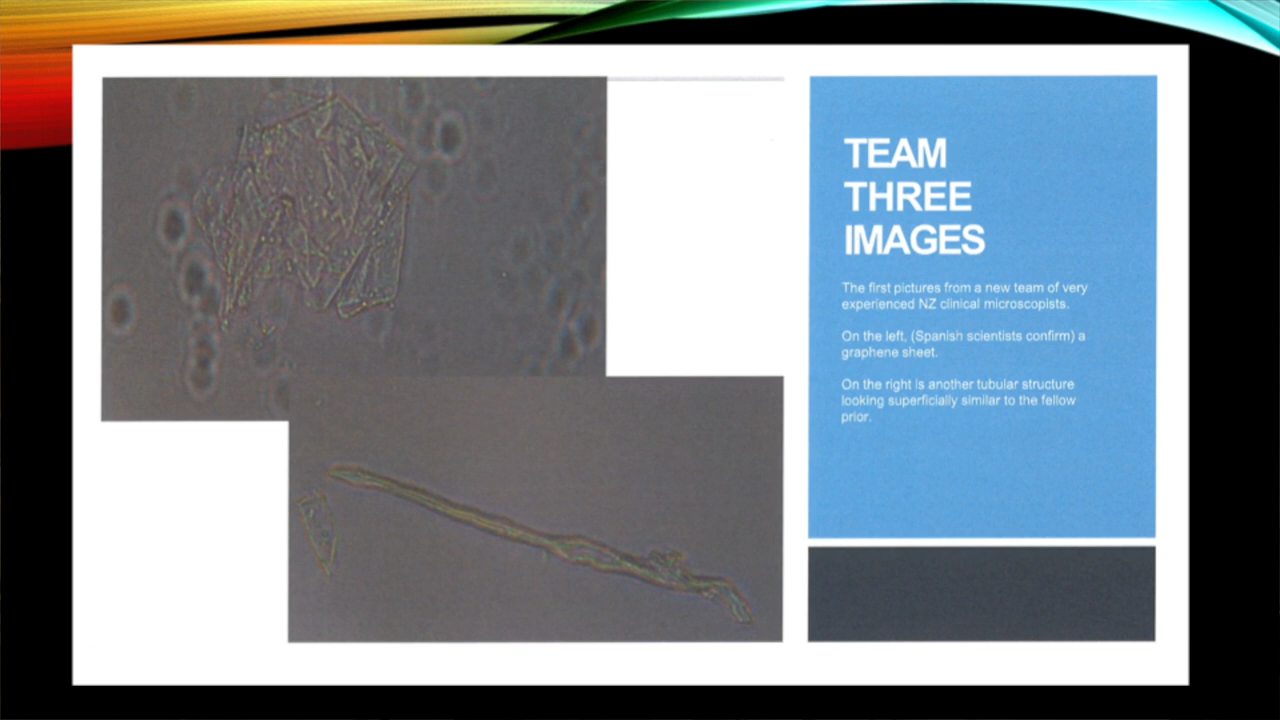 TEAM
THREE
IMAGES
The first pictures from a new team of very
experienced NZ clinical microscopists.
On the left, (Spanish scientists confirm) a
graphene sheet.
On the right is another tubular structure
looking superficially similar to the fellow
prior.